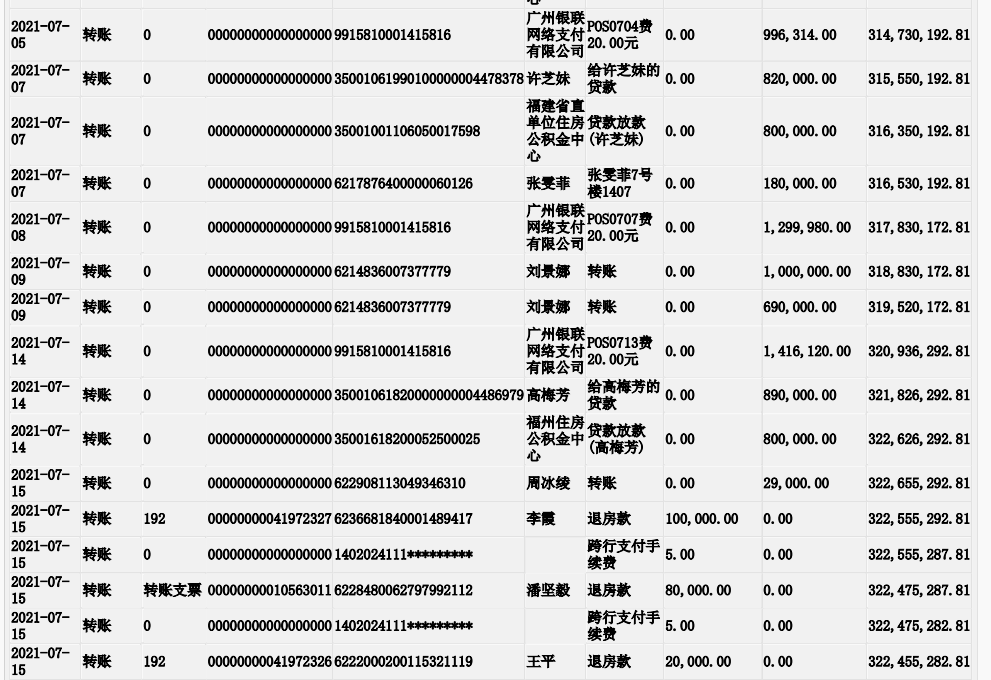 心
2021-07-05 转账 0 00000000000000000 9915810001415816 广州银联网络支付有限公司 POS0704费20.00元 0.00 996,314.00 314,730,192.81
2021-07-07 转账 0 00000000000000000 35001061990100000004478378 许芝妹 给许芝妹的贷款 0.00 820,000.00 315,550,192.81
2021-07-07 转账 0 00000000000000000 35001001106050017598 福建省直单位住房公积金中心 贷款放款(许芝妹) 0.00 800,000.00 316,350,192.81
2021-07-07 转账 0 00000000000000000 6217876400000060126 张雯菲 张雯菲7号楼1407 0.00 180,000.00 316,530,192.81
2021-07-08 转账 0 00000000000000000 9915810001415816 广州银联网络支付有限公司 POS0707费20.00元 0.00 1,299,980.00 317,830,172.81
2021-07-09 转账 0 00000000000000000 6214836007377779 刘景娜 转账 0.00 1,000,000.00 318,830,172.81
2021-07-09 转账 0 00000000000000000 6214836007377779 刘景娜 转账 0.00 690,000.00 319,520,172.81
2021-07-14 转账 0 00000000000000000 9915810001415816 广州银联网络支付有限公司 POS0713费20.00元 0.00 1,416,120.00 320,936,292.81
2021-07-14 转账 0 00000000000000000 35001061820000000004486979 高梅芳 给高梅芳的贷款 0.00 890,000.00 321,826,292.81
2021-07-14 转账 0 00000000000000000 35001618200052500025 福州住房公积金中心 贷款放款(高梅芳) 0.00 800,000.00 322,626,292.81
2021-07-15 转账 0 00000000000000000 622908113049346310 周冰绫 转账 0.00 29,000.00 322,655,292.81
2021-07-15 转账 192 00000000041972327 6236681840001489417 李霞 退房款 100,000.00 0.00 322,555,292.81
2021-07-15 转账 0 00000000000000000 1402024111********* 跨行支付手续费 5.00 0.00 322,555,287.81
2021-07-15 转账 转账支票 00000000010563011 6228480062797992112 潘坚毅 退房款 80,000.00 0.00 322,475,287.81
2021-07-15 转账 0 00000000000000000 1402024111********* 跨行支付手续费 5.00 0.00 322,475,282.81
2021-07-15 转账 192 00000000041972326 6222000200115321119 王平 退房款 20,000.00 0.00 322,455,282.81